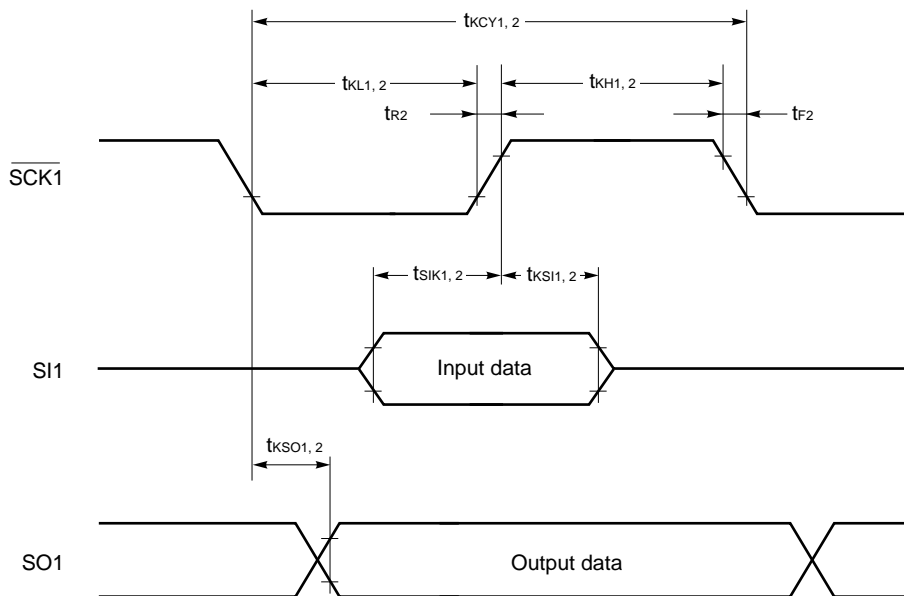 tKCY1, 2
tKL1, 2
tKH1, 2
tR2
tF2
SCK1
tSIK1, 2
tKSI1, 2
SI1
Input data
tKSO1, 2
SO1
Output data